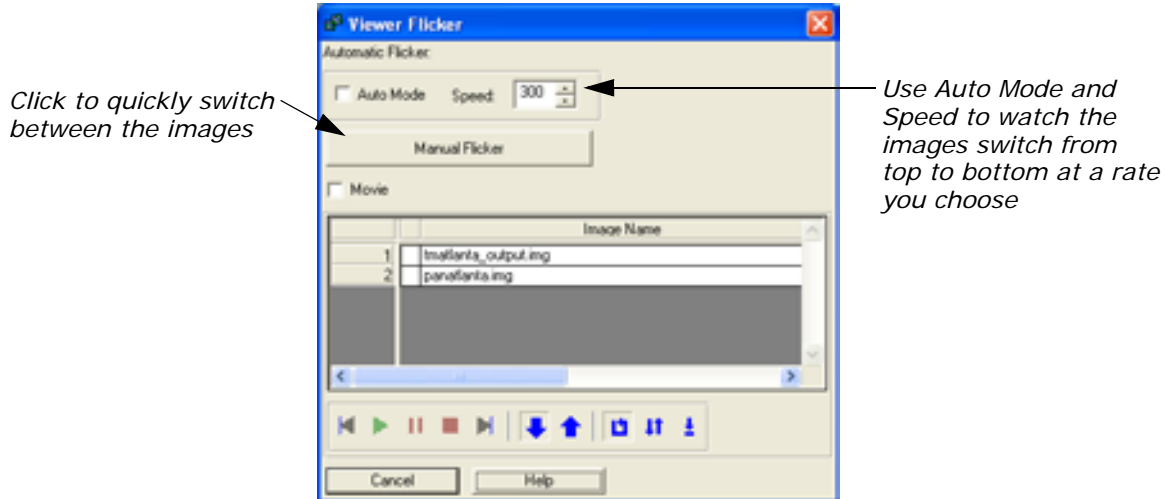 Viewer Flicker
Automatic Flicker:
Auto Mode Speed: 300
Manual Flicker
Movie
Image Name
1 tmatlanta_output.img
2 panatlanta.img
Cancel Help
Click to quickly switch
between the images
Use Auto Mode and
Speed to watch the
images switch from
top to bottom at a rate
you choose